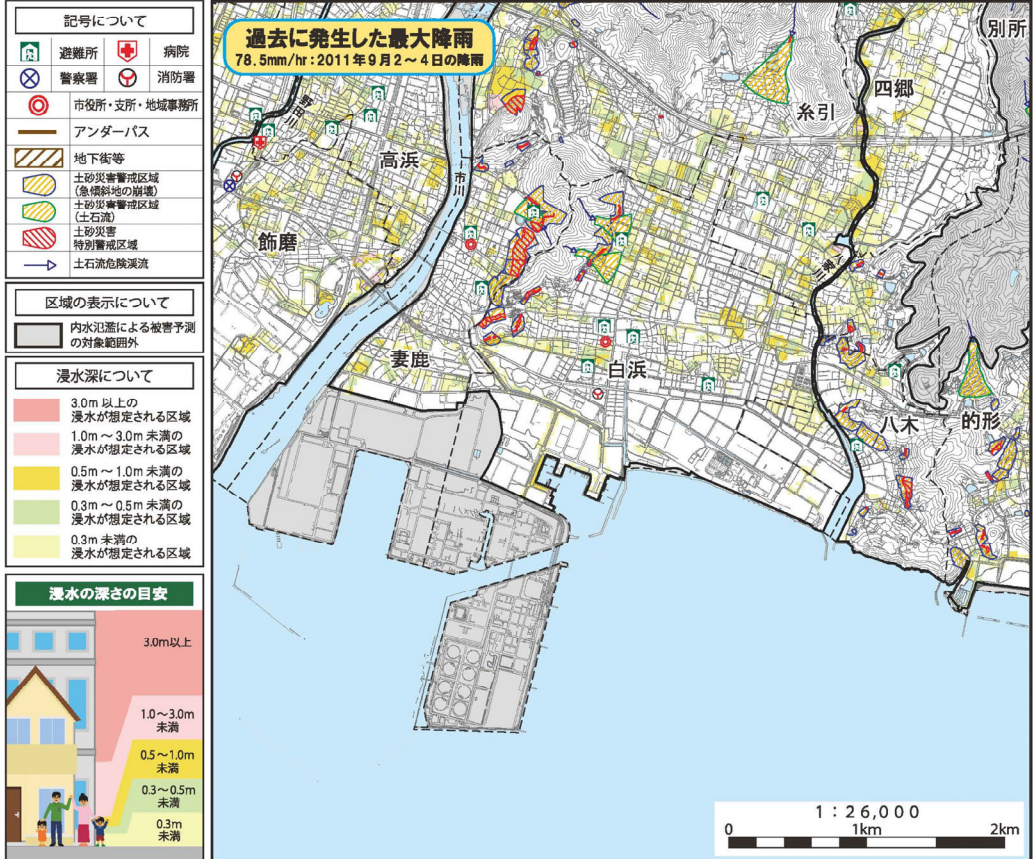 記号について
避難所
病院
警察署
消防署
市役所・支所・地域事務所
アンダーパス
地下街等
土砂災害警戒区域
(急傾斜地の崩壊)
土砂災害警戒区域
(土石流)
土砂災害
特別警戒区域
土石流危険渓流
区域の表示について
内水氾濫による被害予測
の対象範囲外
浸水深について
3.0m 以上の
浸水が想定される区域
1.0m ～ 3.0m 未満の
浸水が想定される区域
0.5m ～ 1.0m 未満の
浸水が想定される区域
0.3m ～ 0.5m 未満の
浸水が想定される区域
0.3m 未満の
浸水が想定される区域
浸水の深さの目安
3.0m以上
1.0～3.0m
未満
0.5～1.0m
未満
0.3～0.5m
未満
0.3m
未満
過去に発生した最大降雨
78.5mm/hr：2011年9月2～4日の降雨
別所
四郷
糸引
野田川
高浜
市川
飾磨
八家川
妻鹿
白浜
八木
的形
1：26,000
0
1km
2km